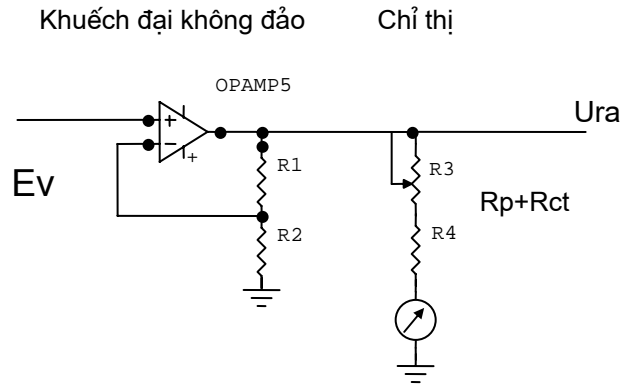 Khuếch đại không đảo
Chỉ thị
OPAMP5
Ura
Ev
R1
R2
R3
R4
Rp+Rct